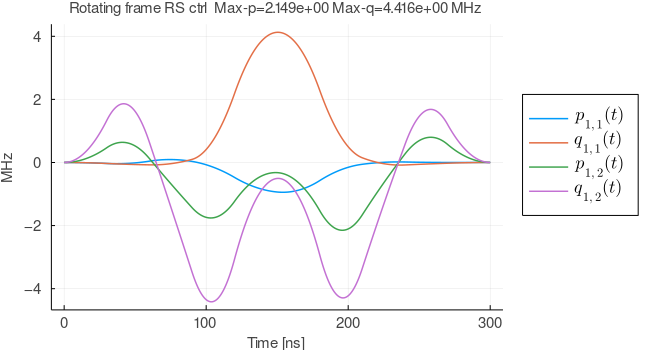 Rotating frame RS ctrl  Max-p=2.149e+00 Max-q=4.416e+00 MHz
4
2
0
−2
−4
MHz
0
100
200
300
Time [ns]
p1,1(t)
q1,1(t)
p1,2(t)
q1,2(t)